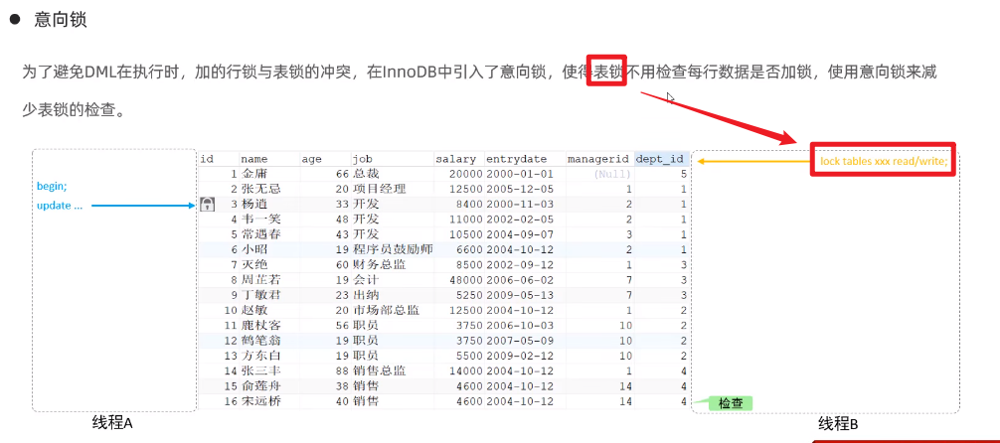 ● 意向锁
为了避免DML在执行时，加的行锁与表锁的冲突，在InnoDB中引入了意向锁，使得表锁不用检查每行数据是否加锁，使用意向锁来减
少表锁的检查。
id name age job salary entrydate managerid dept_id
1 金庸 66 总裁 20000 2000-01-01 (Null) 5
2 张无忌 20 项目经理 12500 2005-12-05 1 1
3 杨逍 33 开发 8400 2000-11-03 2 1
4 韦一笑 48 开发 11000 2002-02-05 2 1
5 常遇春 43 开发 10500 2004-09-07 3 1
6 小昭 19 程序员鼓励师 6600 2004-10-12 2 1
7 灭绝 60 财务总监 8500 2002-09-12 1 3
8 周芷若 19 会计 48000 2006-06-02 7 3
9 丁敏君 23 出纳 5250 2009-05-13 7 3
10 赵敏 20 市场部总监 12500 2004-10-12 1 2
11 鹿杖客 56 职员 3750 2006-10-03 10 2
12 鹤笔翁 19 职员 3750 2007-05-09 10 2
13 方东白 19 职员 5500 2009-02-12 10 2
14 张三丰 88 销售总监 14000 2004-10-12 1 4
15 俞莲舟 38 销售 4600 2004-10-12 14 4
16 宋远桥 40 销售 4600 2004-10-12 14 4
begin;
update ...
lock tables xxx read/write;
检查
线程A
线程B